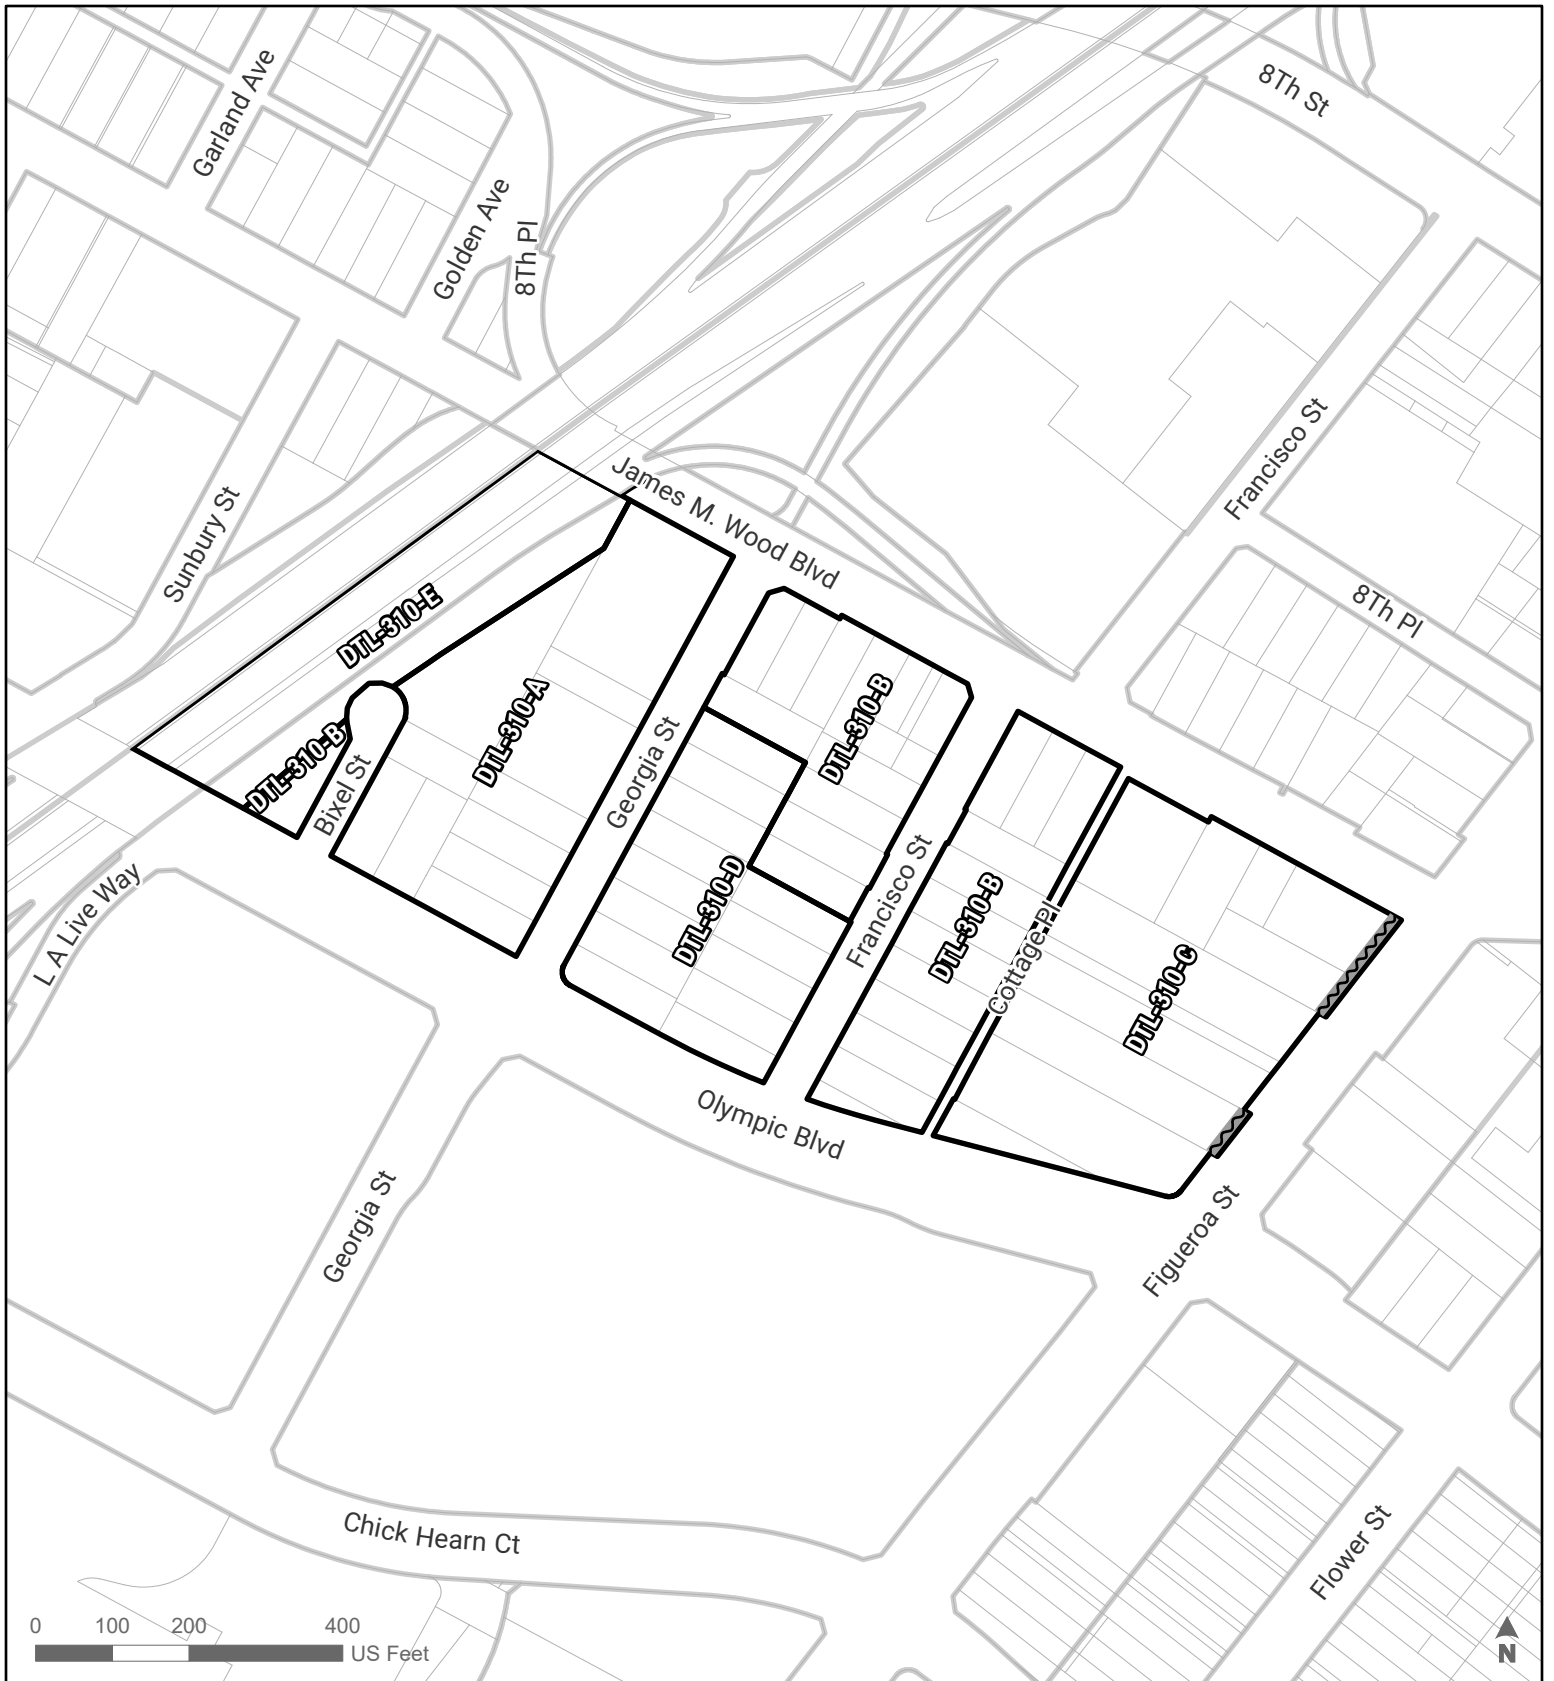 8Th St
Garland Ave
Golden Ave
8Th Pl
Francisco St
James M. Wood Blvd
Sunbury St
8Th Pl
DTL-310-E
DTL-310-A
DTL-310-B
DTL-310-B
Georgia St
Bixel St
DTL-310-D
Francisco St
DTL-310-B
Cottage Pl
DTL-310-C
L A Live Way
Olympic Blvd
Georgia St
Figueroa St
Chick Hearn Ct
Flower St
0 100 200 400
US Feet
N